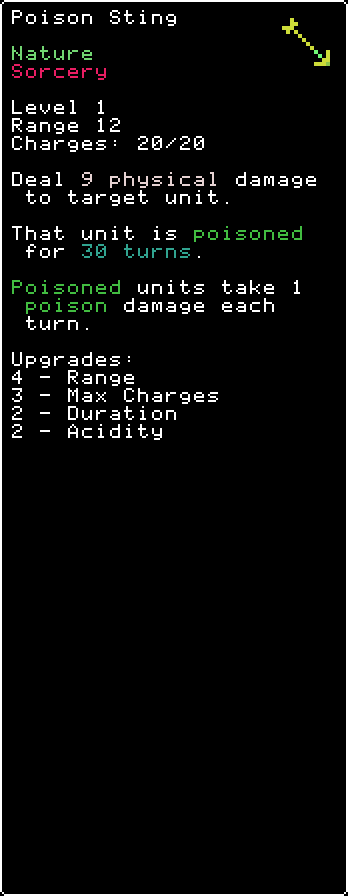 Poison Sting
Nature
Sorcery
Level 1
Range 12
Charges: 20/20
Deal 9 physical damage
to target unit.
That unit is poisoned
for 30 turns.
Poisoned units take 1
poison damage each
turn.
Upgrades:
4 - Range
3 - Max Charges
2 - Duration
2 - Acidity